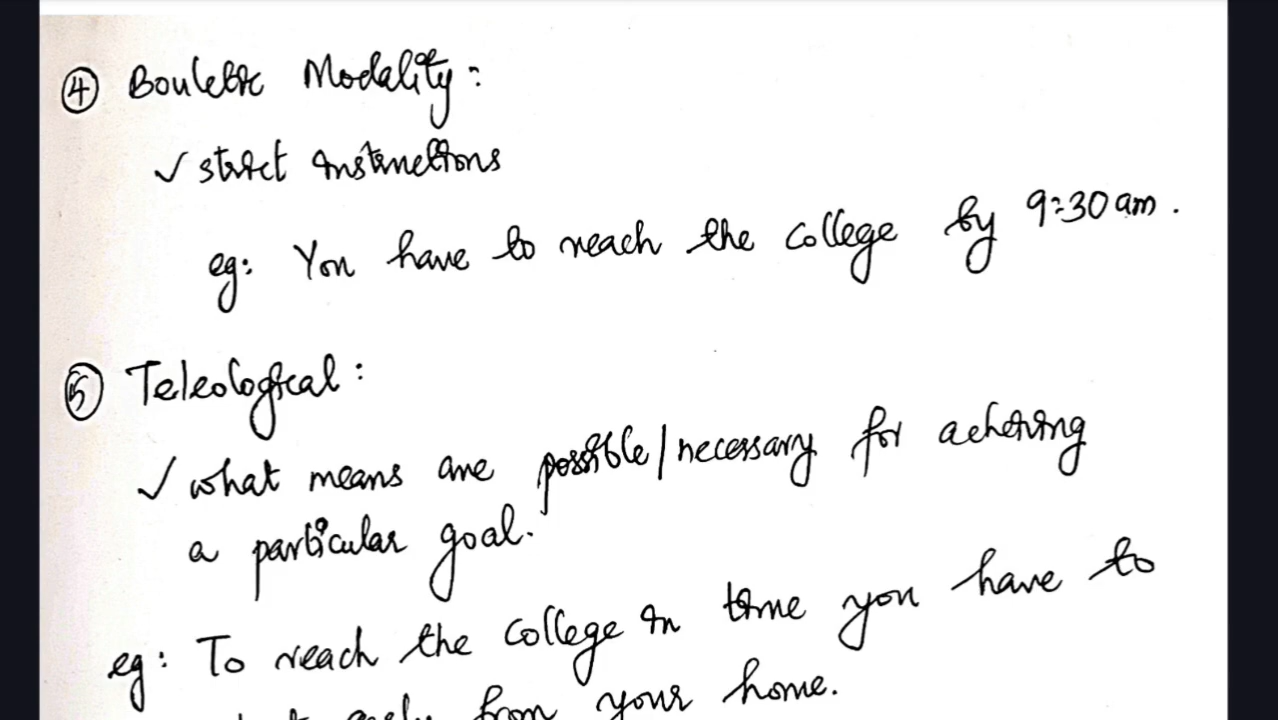 ④ Bouletic Modality:
✓ strict instructions
eg: You have to reach the college by 9:30 am.
⑤ Teleological:
✓ what means are possible/necessary for acheiving
a particular goal.
eg: To reach the college in time you have to
early from your home.